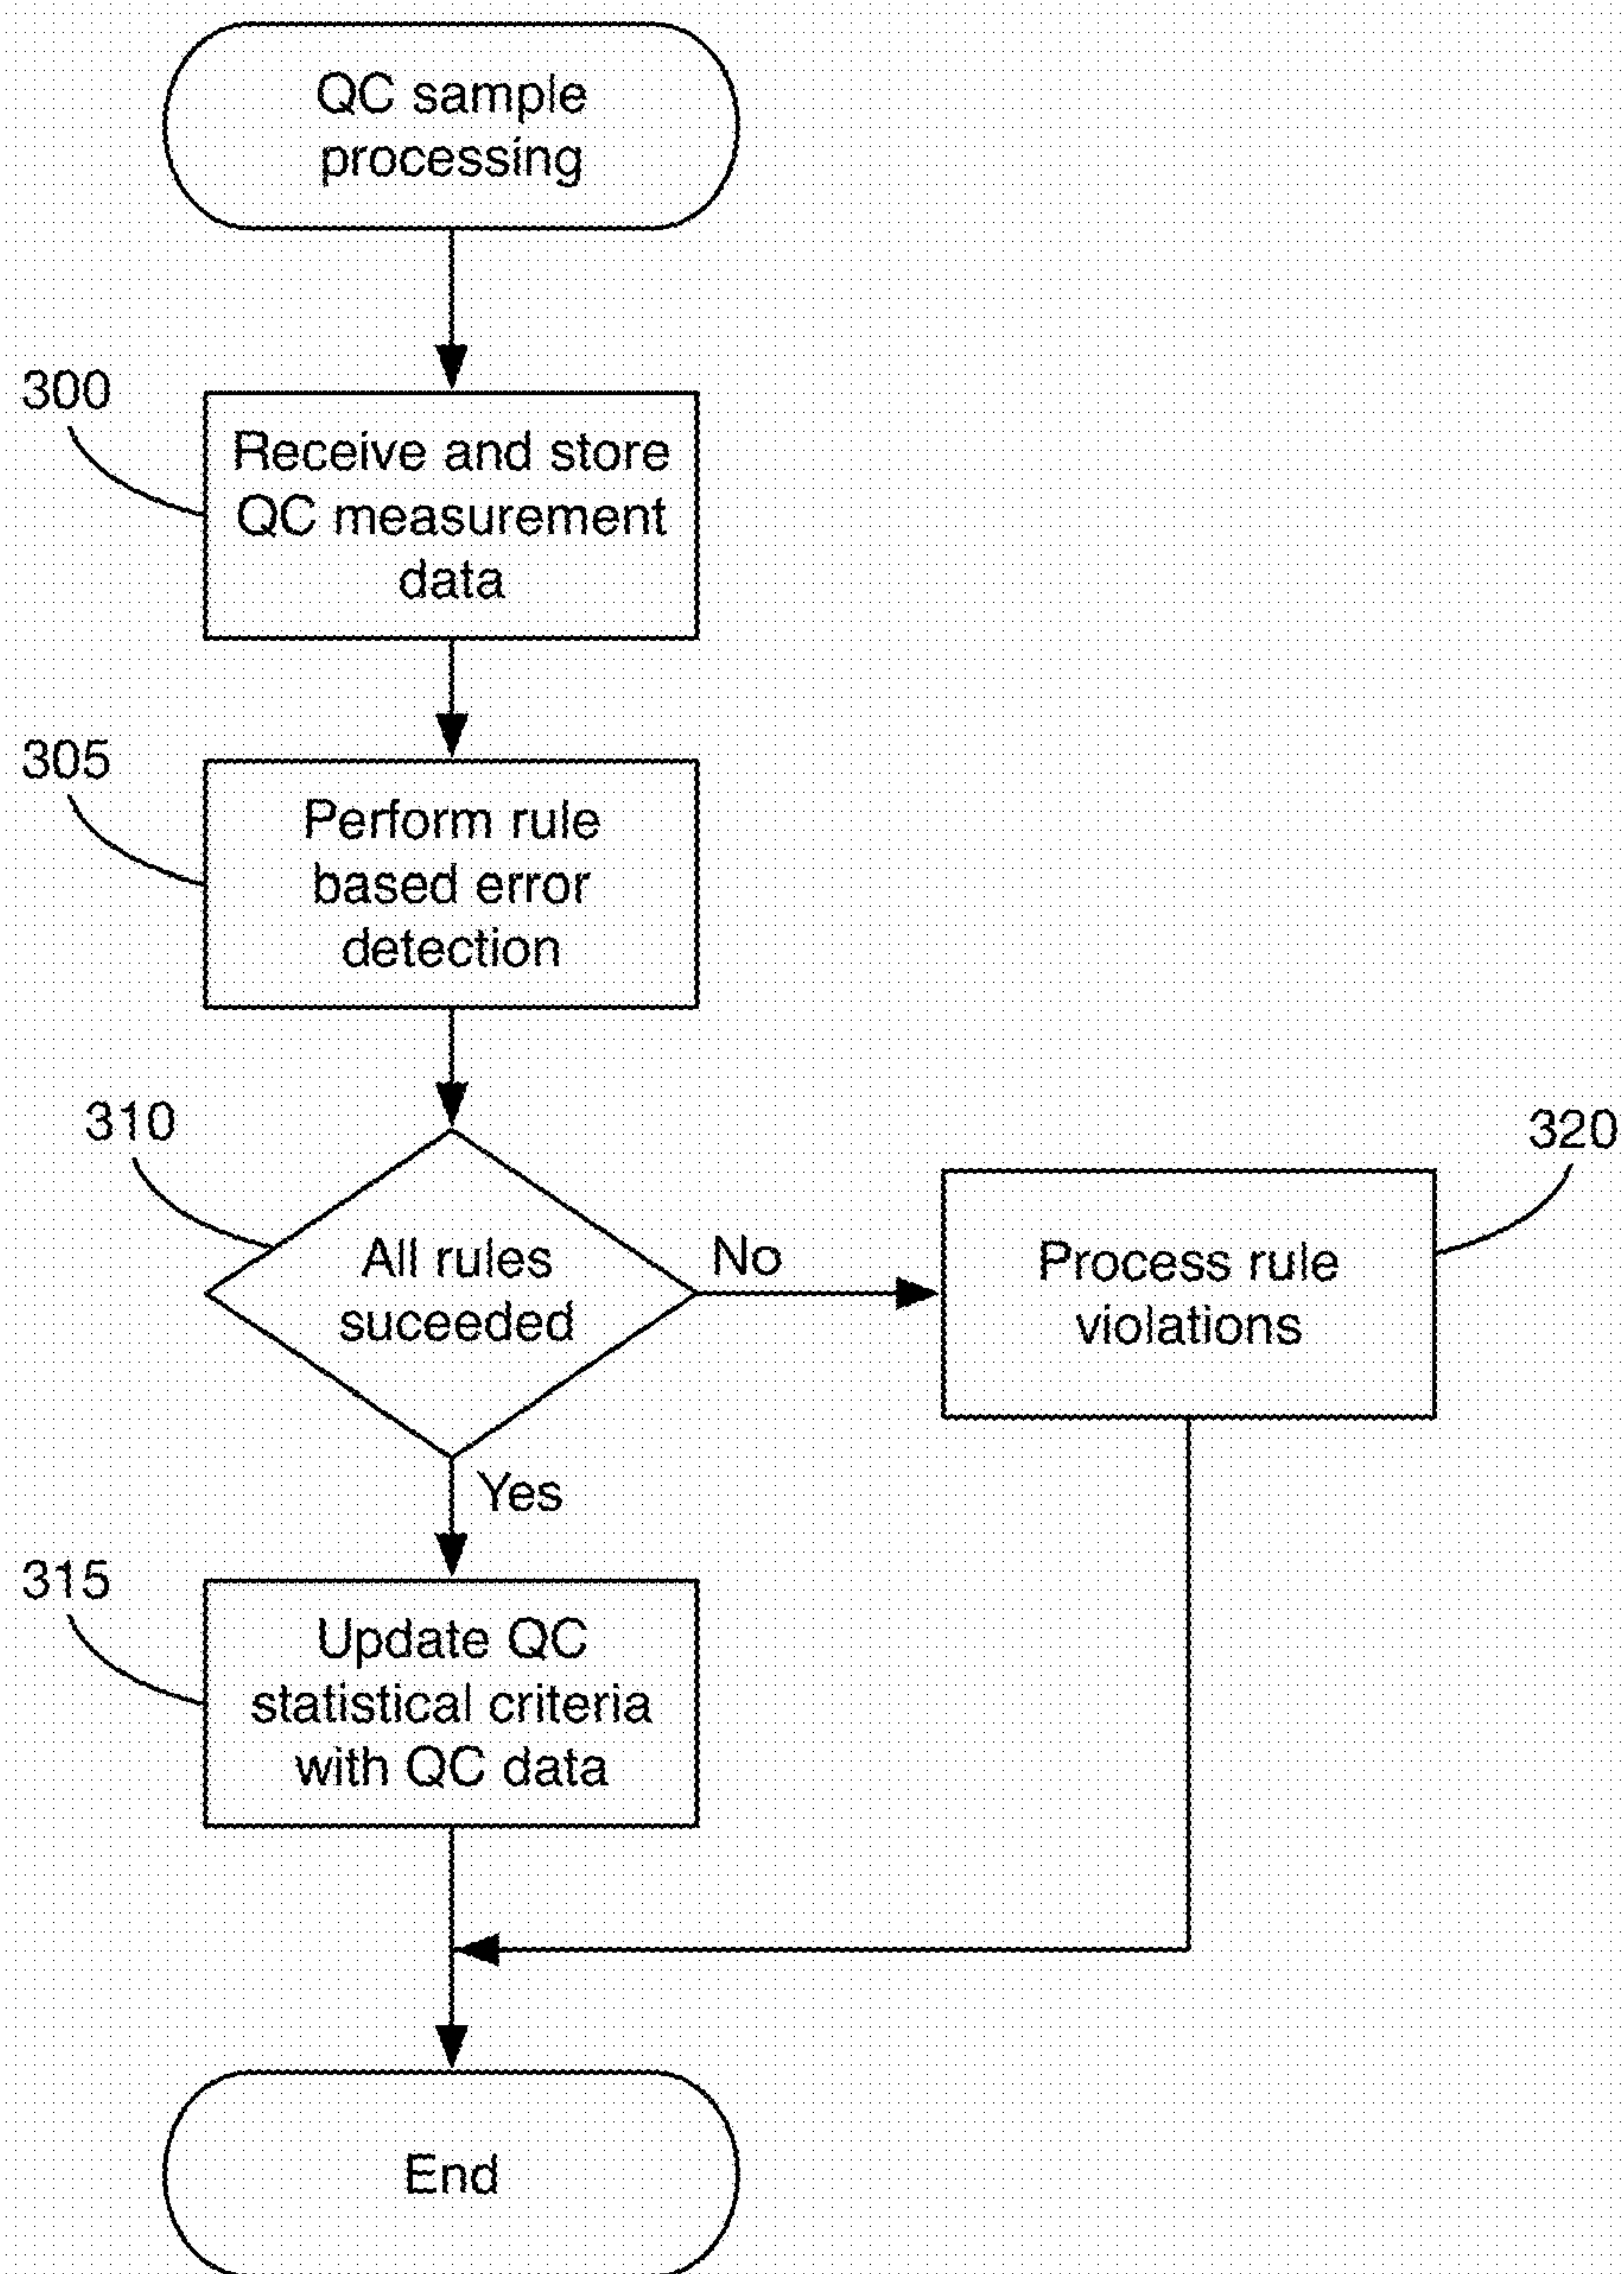 QC sample
processing
300
Receive and store
QC measurement
data
305
Perform rule
based error
detection
310
All rules
suceeded
No
320
Process rule
violations
Yes
315
Update QC
statistical criteria
with QC data
End